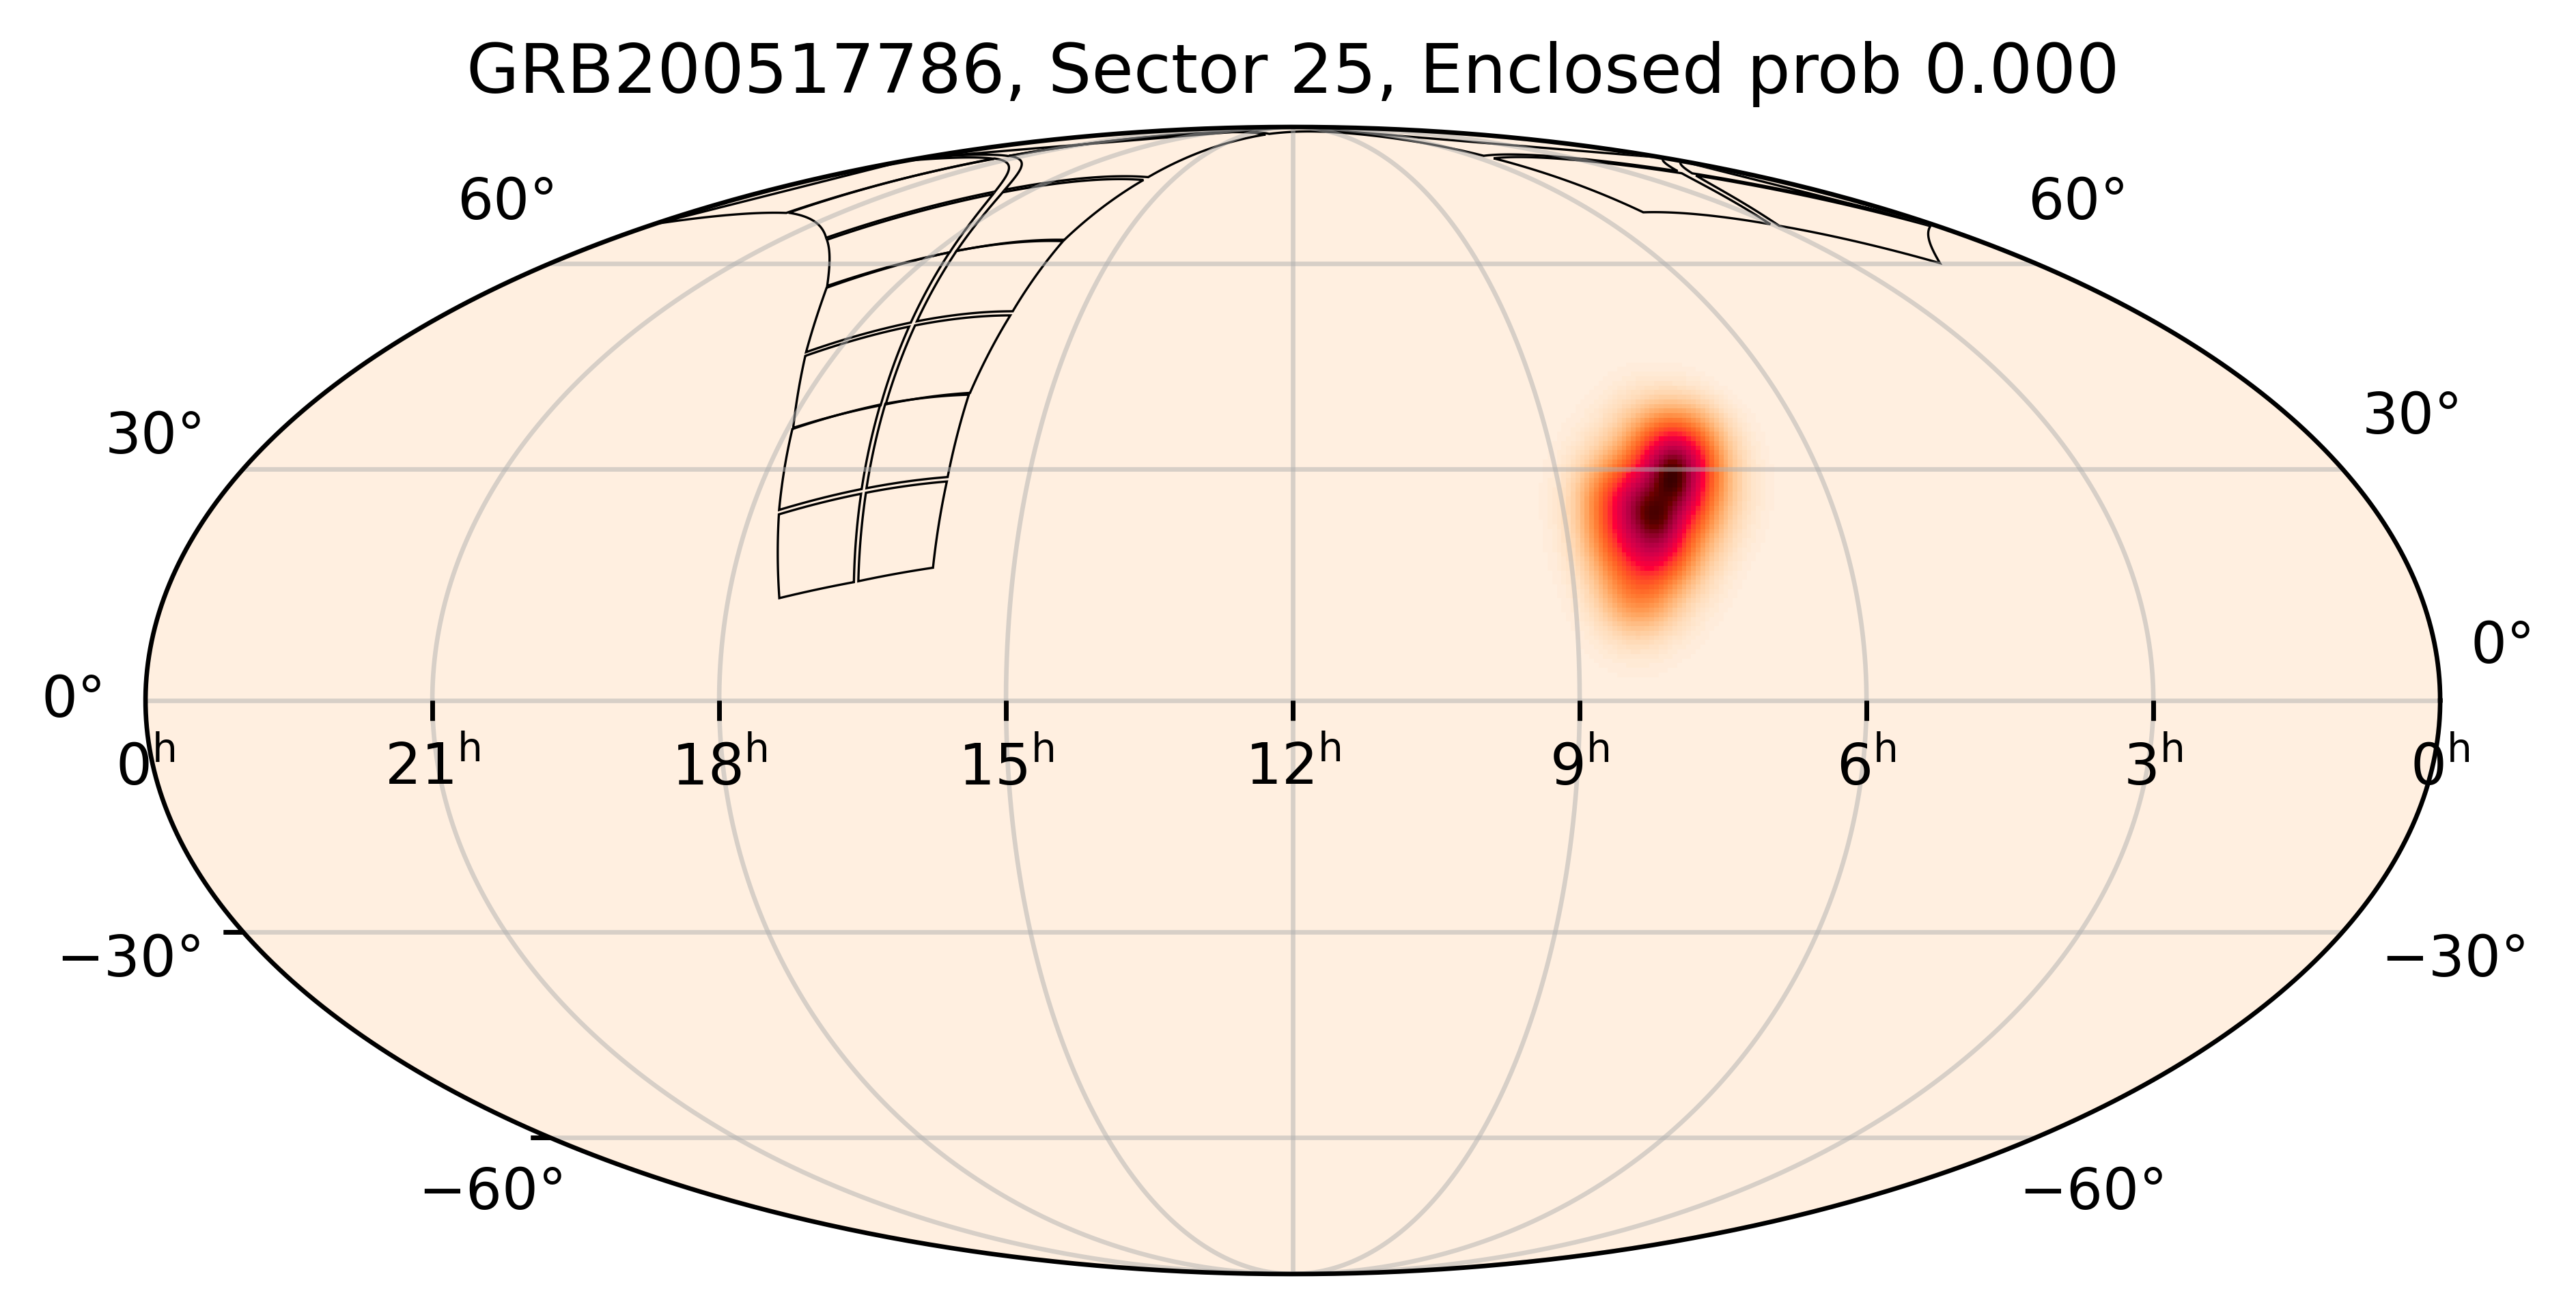 GRB200517786, Sector 25, Enclosed prob 0.000
60° 60°
30° 30°
0° 0°
0ʰ 21ʰ 18ʰ 15ʰ 12ʰ 9ʰ 6ʰ 3ʰ 0ʰ
−30° −30°
−60° −60°